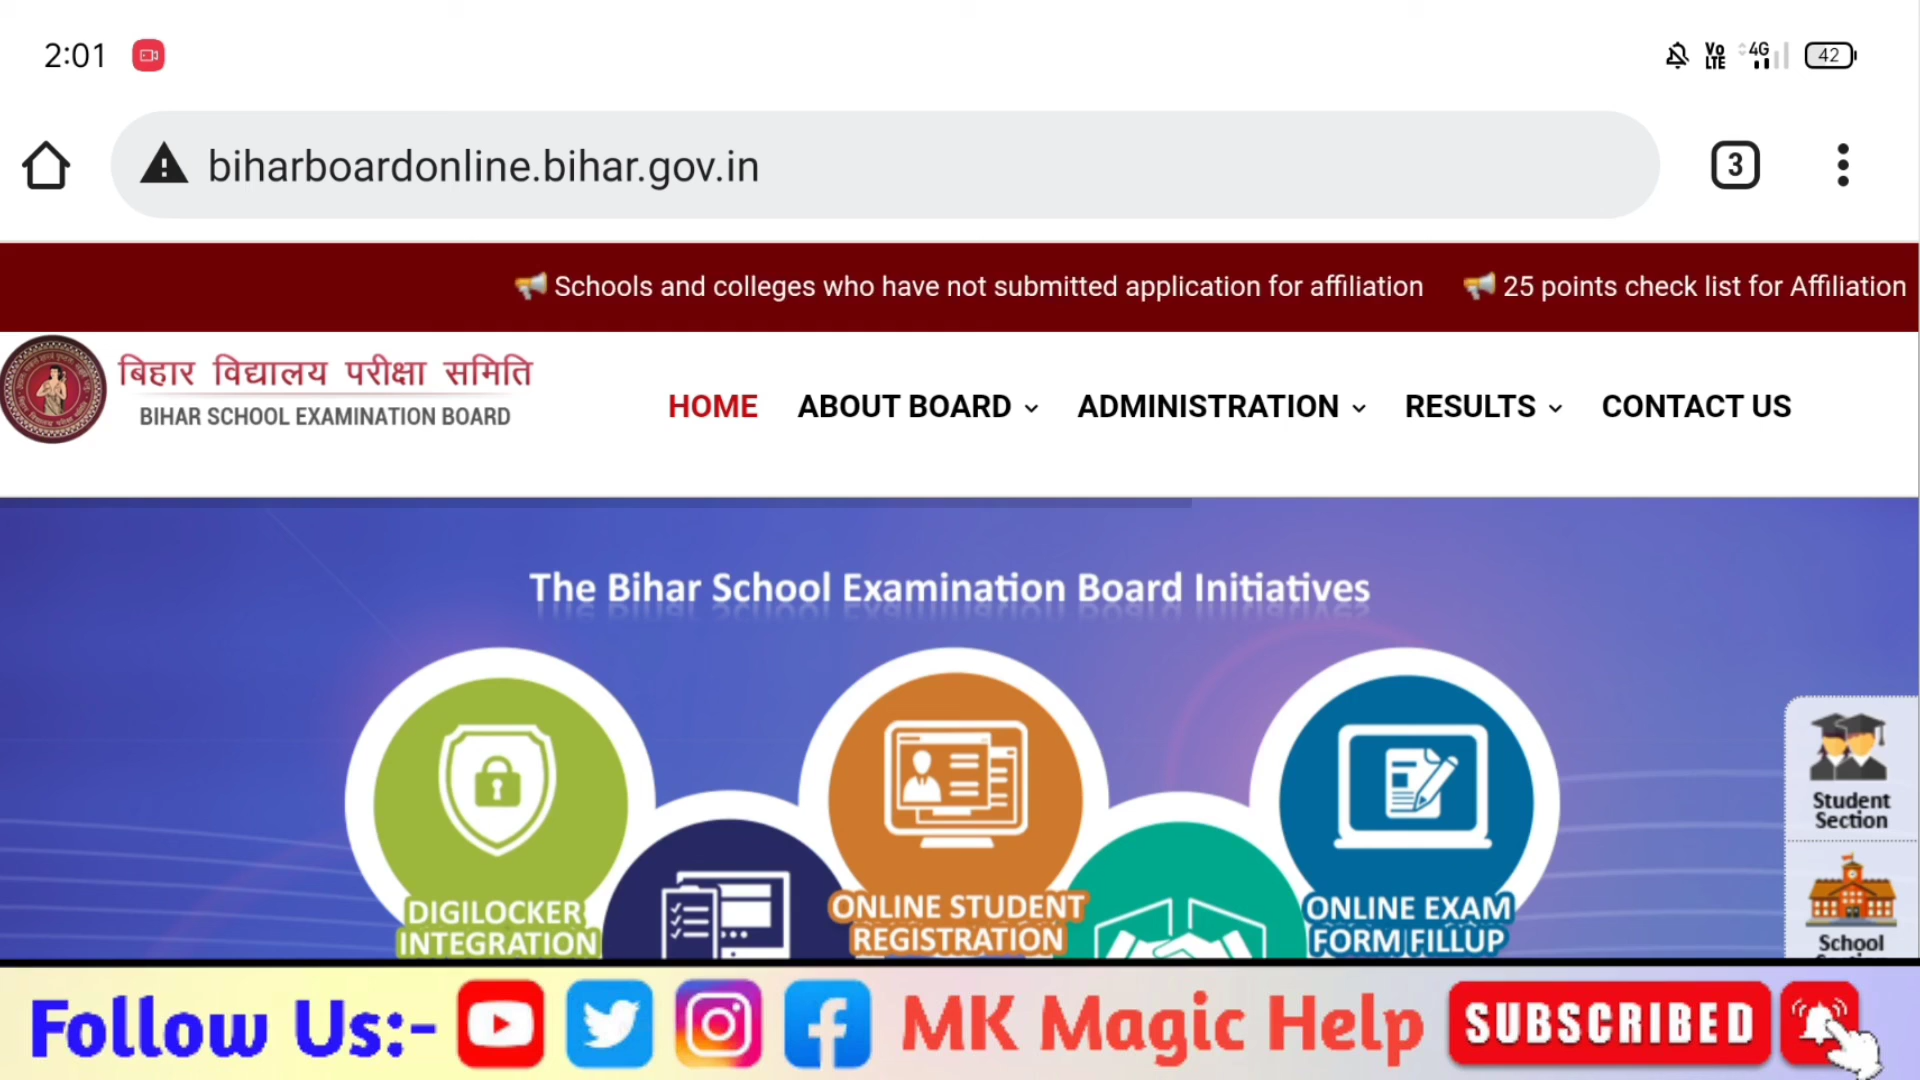 2:01
Vo LTE 4G 42
biharboardonline.bihar.gov.in
3
Schools and colleges who have not submitted application for affiliation 25 points check list for Affiliation
बिहार विद्यालय परीक्षा समिति
BIHAR SCHOOL EXAMINATION BOARD
HOME ABOUT BOARD ADMINISTRATION RESULTS CONTACT US
The Bihar School Examination Board Initiatives
DIGILOCKER INTEGRATION
ONLINE STUDENT REGISTRATION
ONLINE EXAM FORM FILLUP
Student
Section
School
Follow Us:- MK Magic Help SUBSCRIBED